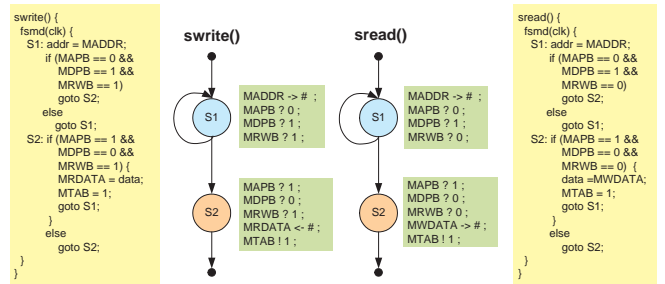 swrite() {
fsmd(clk) {
S1: addr = MADDR;
if (MAPB == 0 &&
MDPB == 1 &&
MRWB == 1)
goto S2;
else
goto S1;
S2: if (MAPB == 1 &&
MDPB == 0 &&
MRWB == 1) {
MRDATA = data;
MTAB = 1;
goto S1;
}
else
goto S2;
}
}
swrite()
S1
MADDR -> # ;
MAPB ? 0 ;
MDPB ? 1 ;
MRWB ? 1 ;
S2
MAPB ? 1 ;
MDPB ? 0 ;
MRWB ? 1 ;
MRDATA <- # ;
MTAB ! 1 ;
sread()
S1
MADDR -> # ;
MAPB ? 0 ;
MDPB ? 1 ;
MRWB ? 0 ;
S2
MAPB ? 1 ;
MDPB ? 0 ;
MRWB ? 0 ;
MWDATA -> # ;
MTAB ! 1 ;
sread() {
fsmd(clk) {
S1: addr = MADDR;
if (MAPB == 0 &&
MDPB == 1 &&
MRWB == 0)
goto S2;
else
goto S1;
S2: if (MAPB == 1 &&
MDPB == 0 &&
MRWB == 0) {
data =MWDATA;
MTAB = 1;
goto S1;
}
else
goto S2;
}
}